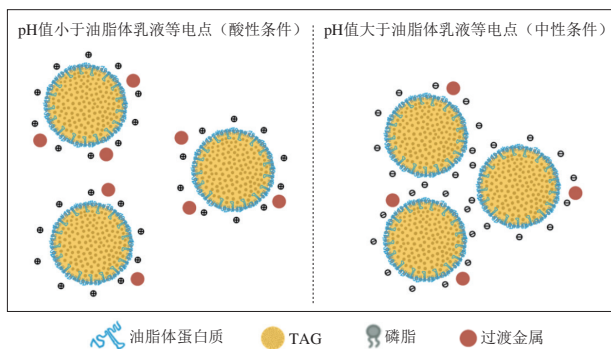 pH值小于油脂体乳液等电点（酸性条件）
pH值大于油脂体乳液等电点（中性条件）
油脂体蛋白质
TAG
磷脂
过渡金属